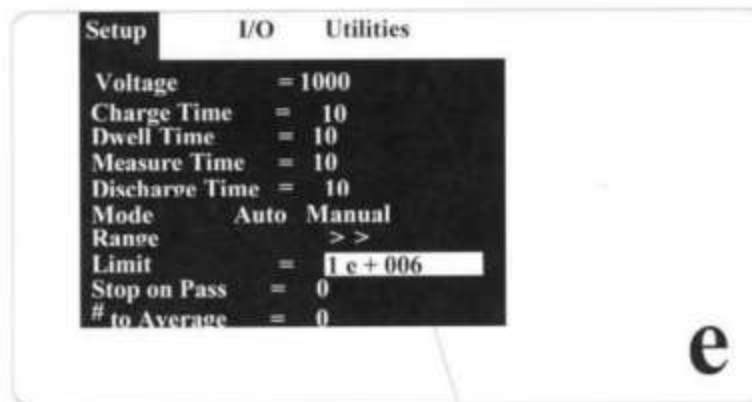 Setup I/O Utilities
Voltage = 1000
Charge Time = 10
Dwell Time = 10
Measure Time = 10
Discharge Time = 10
Mode Auto Manual
Range > >
Limit = 1 e + 006
Stop on Pass = 0
# to Average = 0
e